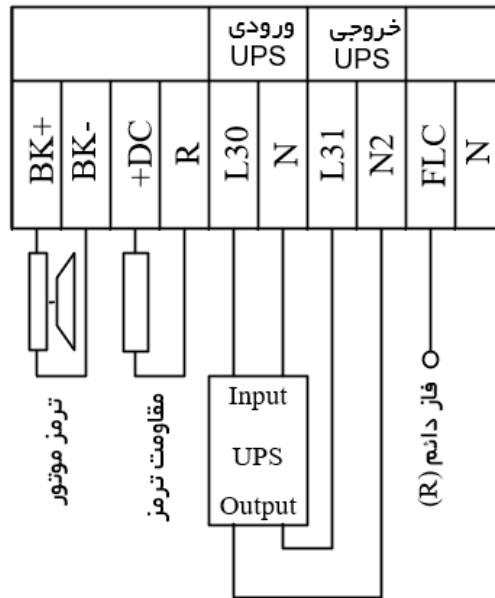 ورودی
UPS
خروجی
UPS
BK+
BK-
+DC
R
L30
N
L31
N2
FLC
N
Input
UPS
Output
ترمز موتور
مقاومت ترمز
فاز دائم (R)